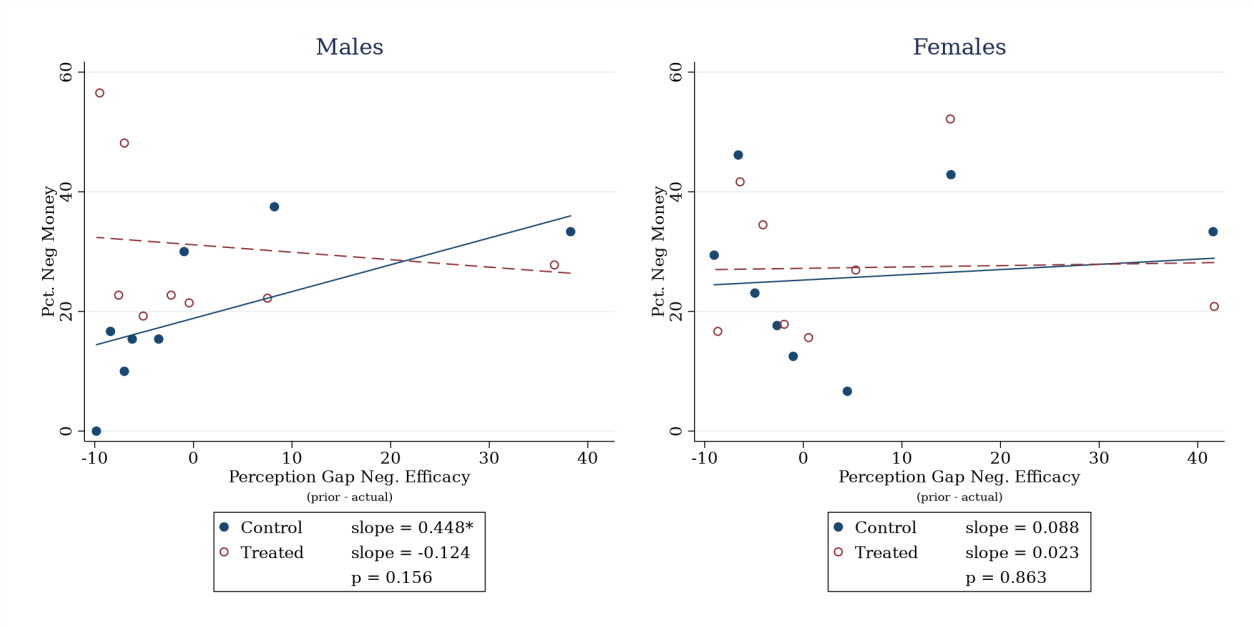 Males
60
40
20
0
Pct. Neg Money
-10 0 10 20 30 40
Perception Gap Neg. Efficacy
(prior - actual)
Control slope = 0.448*
Treated slope = -0.124
p = 0.156
Females
60
40
20
0
Pct. Neg Money
-10 0 10 20 30 40
Perception Gap Neg. Efficacy
(prior - actual)
Control slope = 0.088
Treated slope = 0.023
p = 0.863